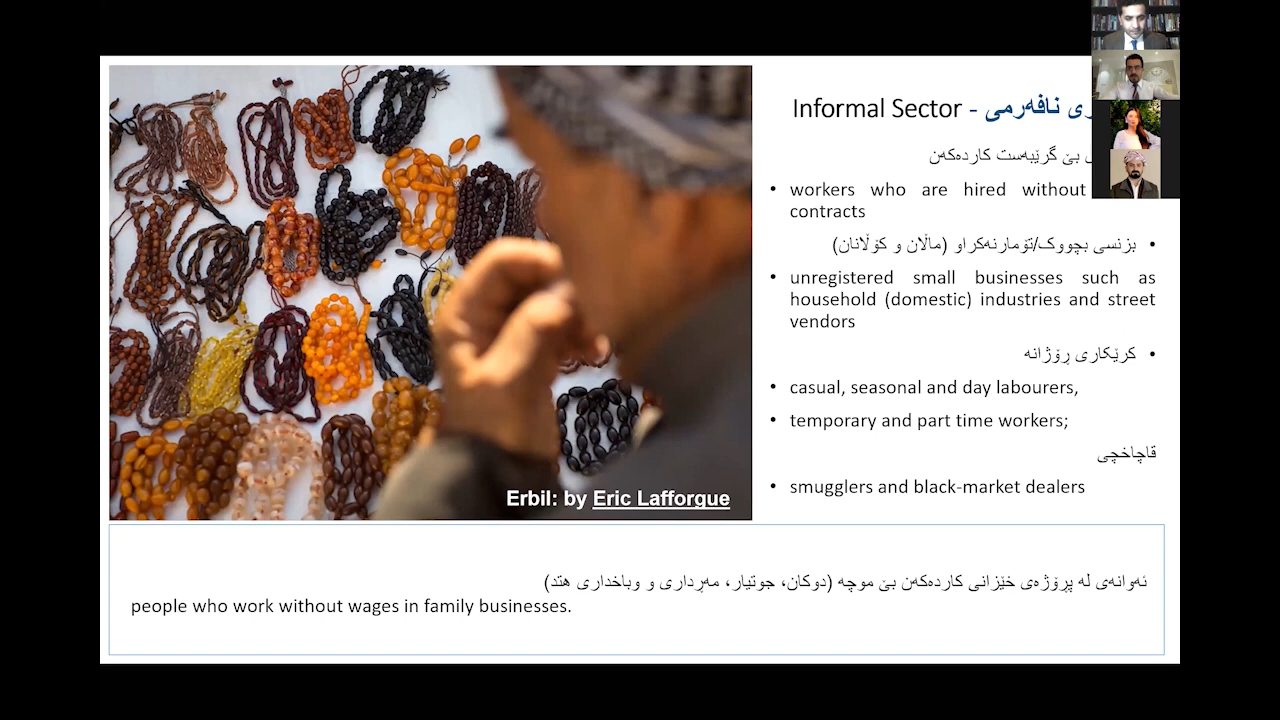 Informal Sector - نافەرمی
بێ گرێبەست کاردەکەن
• workers who are hired without
contracts
• بزنسی بچووک/تۆمارنەکراو (ماڵان و کۆڵانان)
• unregistered small businesses such as
household (domestic) industries and street
vendors
• کرێکاری ڕۆژانە
• casual, seasonal and day labourers,
• temporary and part time workers;
قاچاخچی
• smugglers and black-market dealers
Erbil: by Eric Lafforgue
ئەوانەی لە پڕۆژەی خێزانی کاردەکەن بێ موچە (دوکان، جوتیار، مەڕداری و وباخداری هتد)
people who work without wages in family businesses.